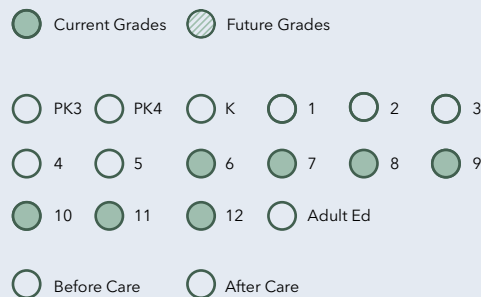 Current Grades Future Grades
PK3 PK4 K 1 2 3
4 5 6 7 8 9
10 11 12 Adult Ed
Before Care After Care